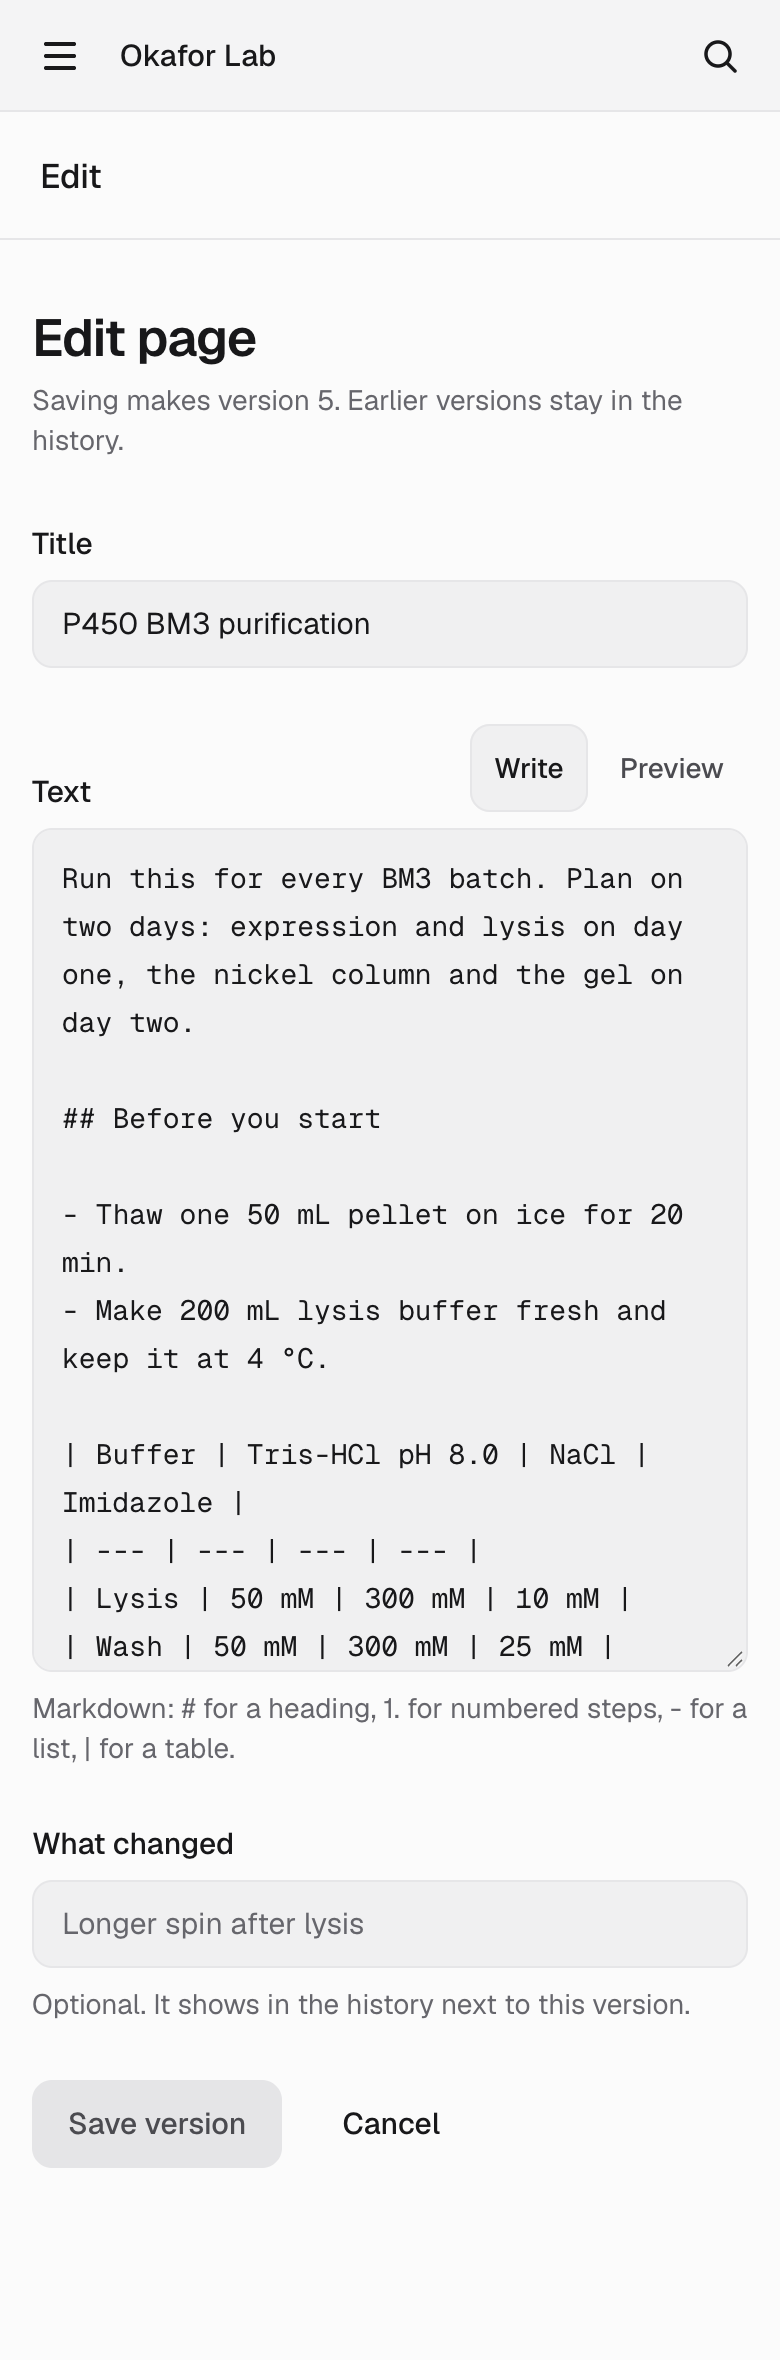 Okafor Lab
Edit
Edit page
Saving makes version 5. Earlier versions stay in the
history.
Title
P450 BM3 purification
Write
Preview
Text
Run this for every BM3 batch. Plan on
two days: expression and lysis on day
one, the nickel column and the gel on
day two.
## Before you start
- Thaw one 50 mL pellet on ice for 20
min.
- Make 200 mL lysis buffer fresh and
keep it at 4 °C.
| Buffer | Tris-HCl pH 8.0 | NaCl |
Imidazole |
| --- | --- | --- | --- |
| Lysis | 50 mM | 300 mM | 10 mM |
| Wash | 50 mM | 300 mM | 25 mM |
Markdown: # for a heading, 1. for numbered steps, - for a
list, | for a table.
What changed
Longer spin after lysis
Optional. It shows in the history next to this version.
Save version
Cancel